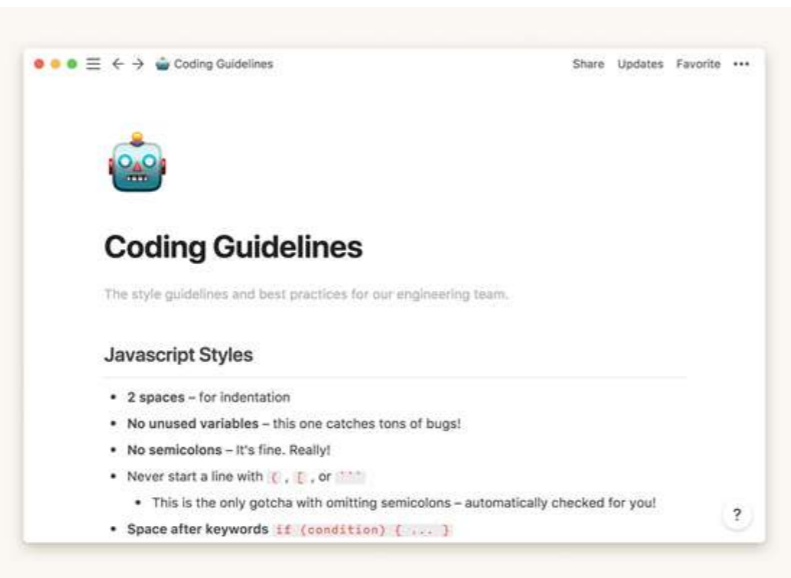 Coding Guidelines
Share Updates Favorite •••
Coding Guidelines
The style guidelines and best practices for our engineering team.
Javascript Styles
• 2 spaces – for indentation
• No unused variables – this one catches tons of bugs!
• No semicolons – It's fine. Really!
• Never start a line with ( , [ , or ```
• This is the only gotcha with omitting semicolons – automatically checked for you!
?
• Space after keywords if (condition) { ... }